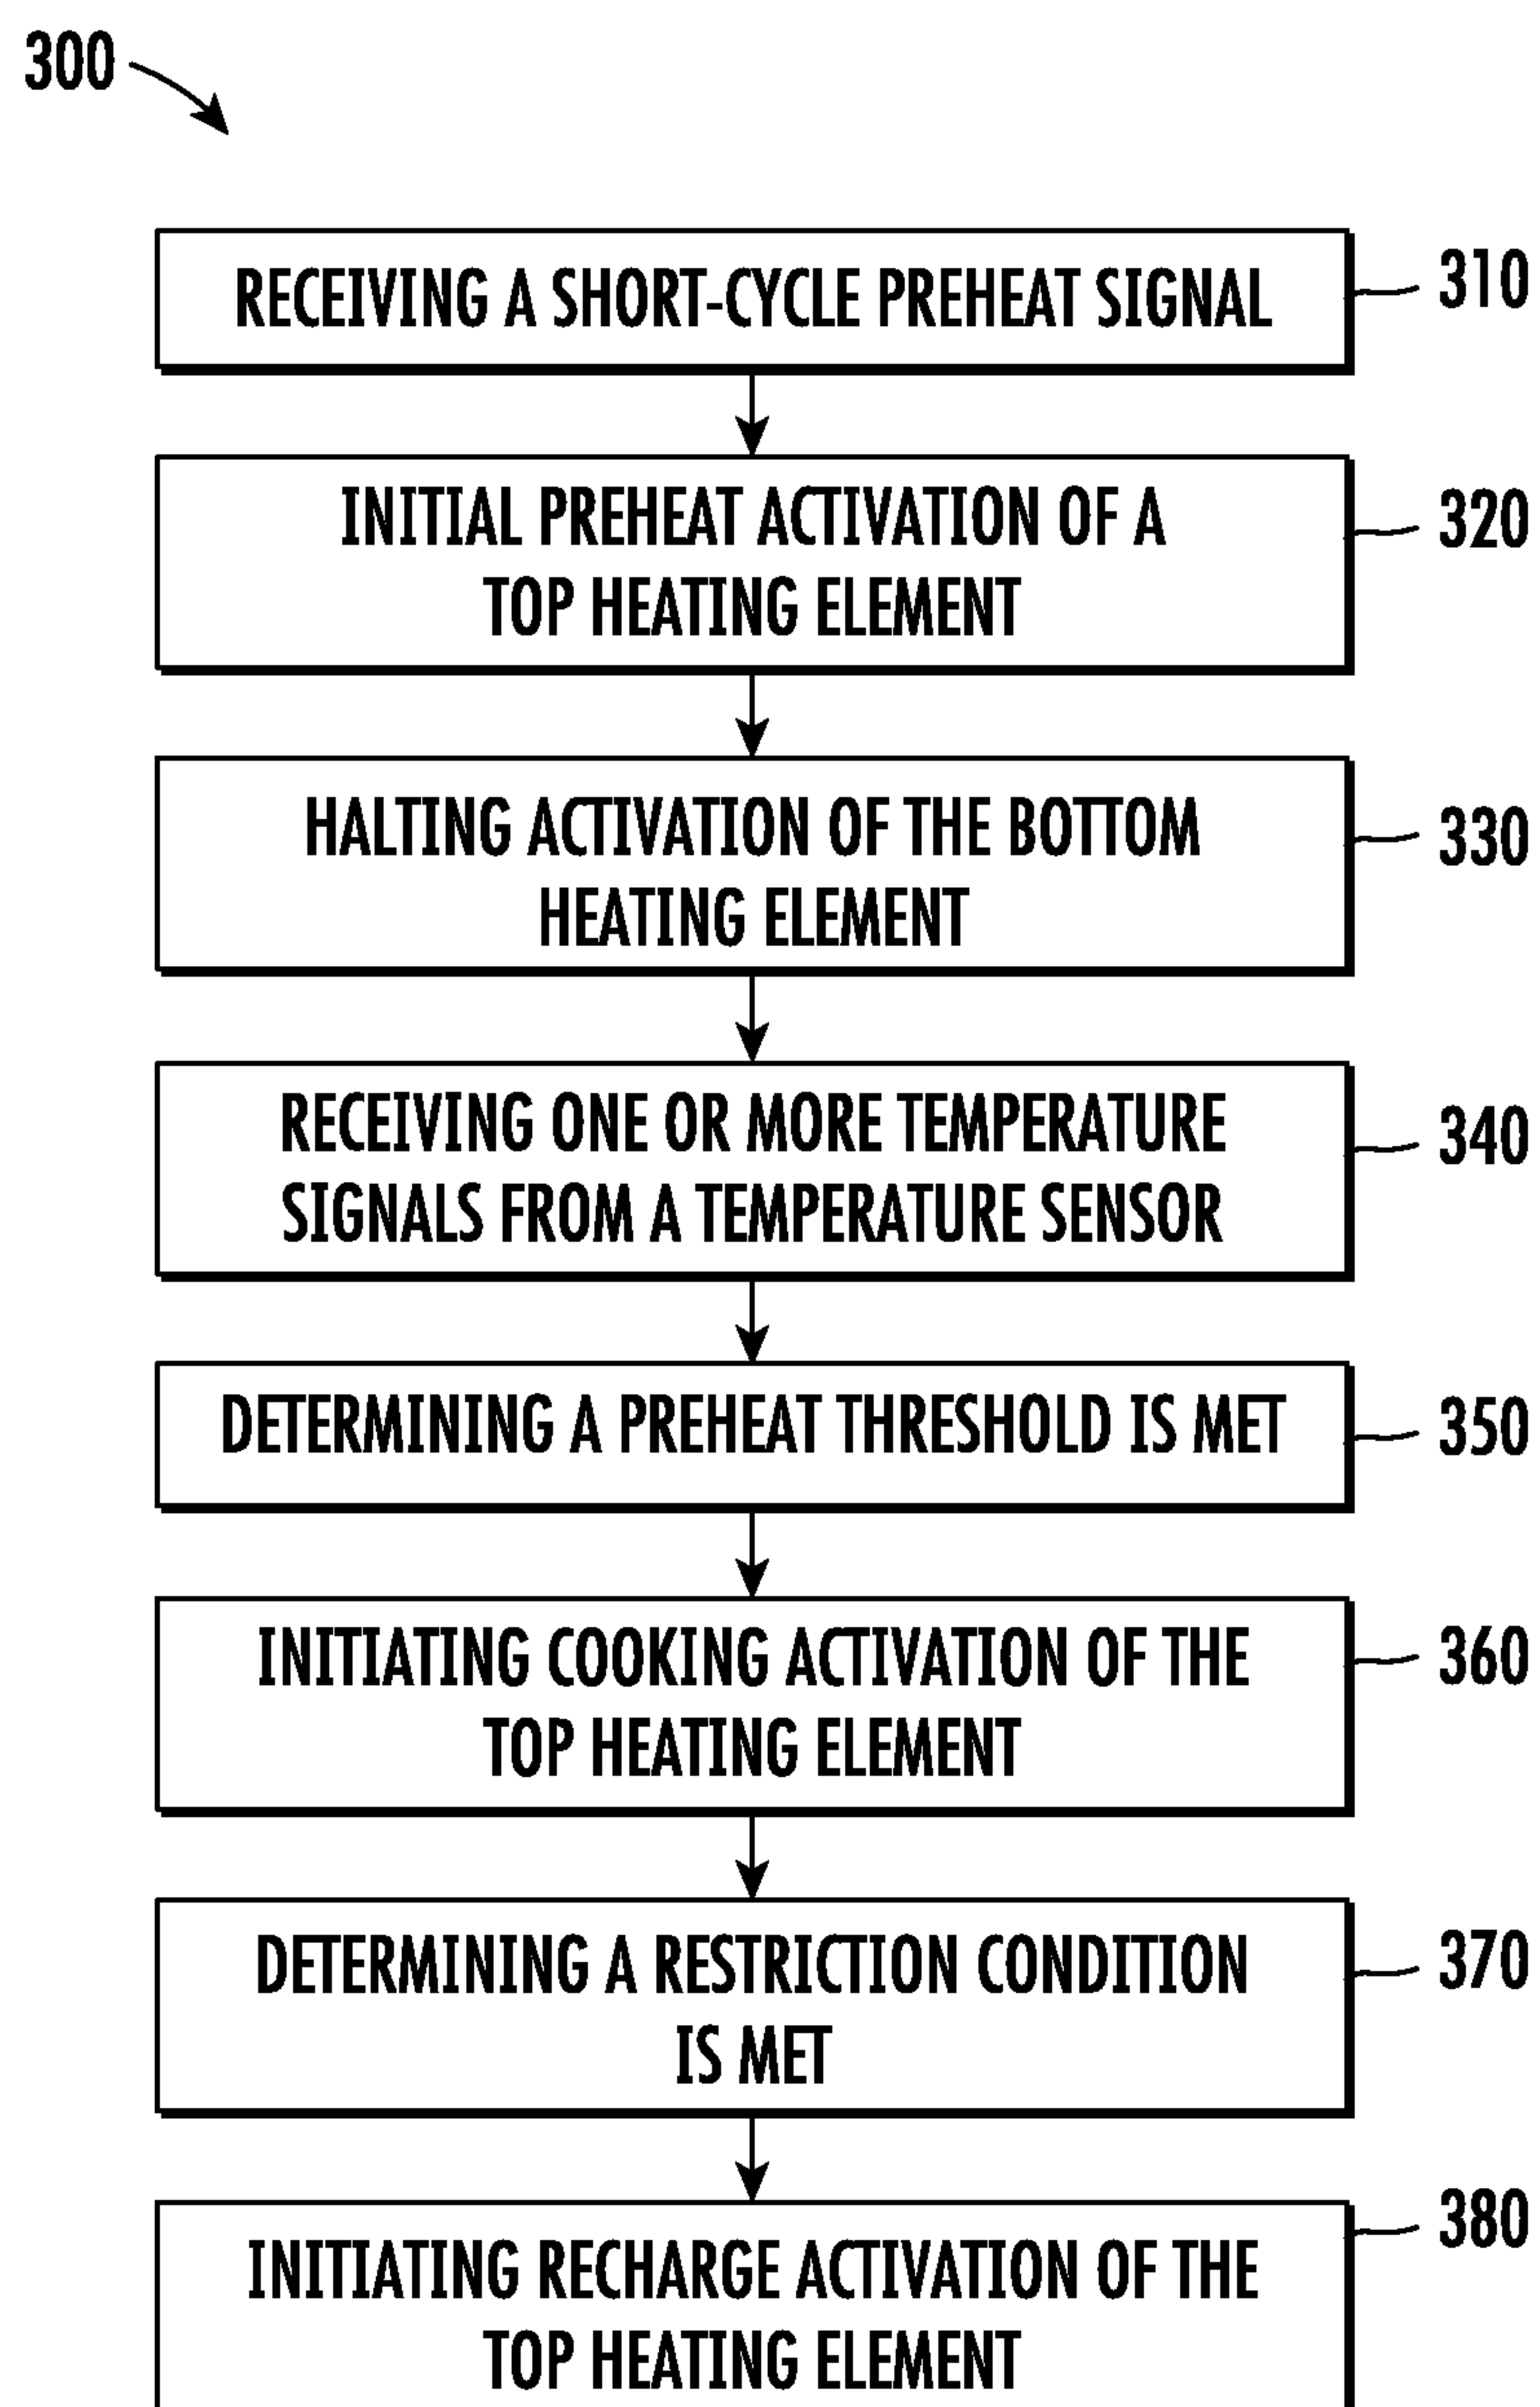 300
RECEIVING A SHORT-CYCLE PREHEAT SIGNAL
310
INITIAL PREHEAT ACTIVATION OF A
TOP HEATING ELEMENT
320
HALTING ACTIVATION OF THE BOTTOM
HEATING ELEMENT
330
RECEIVING ONE OR MORE TEMPERATURE
SIGNALS FROM A TEMPERATURE SENSOR
340
DETERMINING A PREHEAT THRESHOLD IS MET
350
INITIATING COOKING ACTIVATION OF THE
TOP HEATING ELEMENT
360
DETERMINING A RESTRICTION CONDITION
IS MET
370
INITIATING RECHARGE ACTIVATION OF THE
TOP HEATING ELEMENT
380